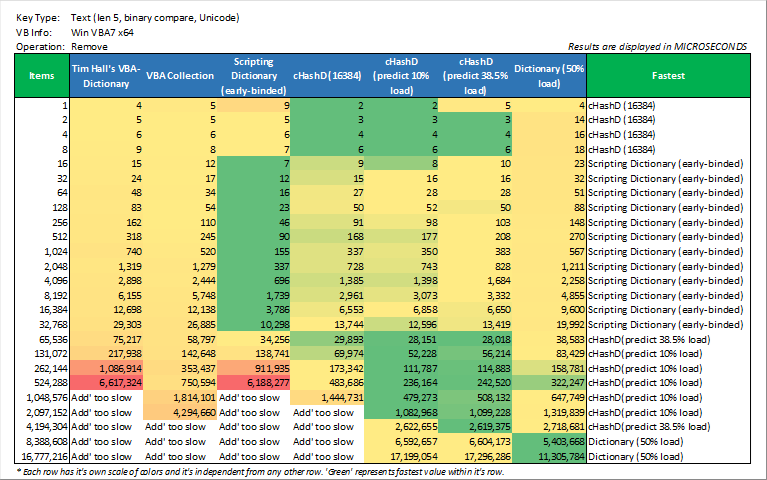 Key Type: Text (len 5, binary compare, Unicode)
VB Info: Win VBA7 x64
Operation: Remove
Results are displayed in MICROSECONDS
Items | Tim Hall's VBA-Dictionary | VBA Collection | Scripting Dictionary (early-binded) | cHashD (16384) | cHashD (predict 10% load) | cHashD (predict 38.5% load) | Dictionary (50% load) | Fastest
1 4 5 9 2 2 5 4 cHashD (16384)
2 5 5 5 3 3 3 14 cHashD (16384)
4 6 6 6 4 4 4 16 cHashD (16384)
8 9 8 7 6 6 6 18 cHashD (16384)
16 15 12 7 9 8 10 23 Scripting Dictionary (early-binded)
32 24 17 12 15 16 16 32 Scripting Dictionary (early-binded)
64 48 34 16 27 28 28 51 Scripting Dictionary (early-binded)
128 83 54 23 50 52 50 88 Scripting Dictionary (early-binded)
256 162 110 46 91 98 103 148 Scripting Dictionary (early-binded)
512 318 245 90 168 177 208 270 Scripting Dictionary (early-binded)
1,024 740 520 155 337 350 383 567 Scripting Dictionary (early-binded)
2,048 1,319 1,279 337 728 743 828 1,211 Scripting Dictionary (early-binded)
4,096 2,898 2,444 696 1,385 1,398 1,684 2,258 Scripting Dictionary (early-binded)
8,192 6,155 5,748 1,739 2,961 3,073 3,332 4,855 Scripting Dictionary (early-binded)
16,384 12,698 12,138 3,786 6,553 6,858 6,650 9,600 Scripting Dictionary (early-binded)
32,768 29,303 26,885 10,298 13,744 12,596 13,419 19,992 Scripting Dictionary (early-binded)
65,536 75,217 58,797 34,256 29,893 28,151 28,018 38,583 cHashD(predict 38.5% load)
131,072 217,938 142,648 138,741 69,974 52,228 56,214 83,429 cHashD(predict 10% load)
262,144 1,086,914 353,437 911,935 173,342 111,787 114,883 158,781 cHashD(predict 10% load)
524,288 6,617,324 750,594 6,188,277 483,686 236,164 242,520 322,247 cHashD(predict 10% load)
1,048,576 Add' too slow 1,814,101 Add' too slow 1,444,731 479,273 508,132 647,749 cHashD(predict 10% load)
2,097,152 Add' too slow 4,294,660 Add' too slow Add' too slow 1,082,968 1,099,228 1,319,839 cHashD(predict 10% load)
4,194,304 Add' too slow Add' too slow Add' too slow Add' too slow 2,622,655 2,619,375 2,718,681 cHashD(predict 38.5% load)
8,388,608 Add' too slow Add' too slow Add' too slow Add' too slow 6,592,657 6,604,173 5,403,668 Dictionary (50% load)
16,777,216 Add' too slow Add' too slow Add' too slow Add' too slow 17,199,054 17,296,286 11,305,784 Dictionary (50% load)
* Each row has it's own scale of colors and it's independent from any other row. 'Green' represents fastest value within it's row.